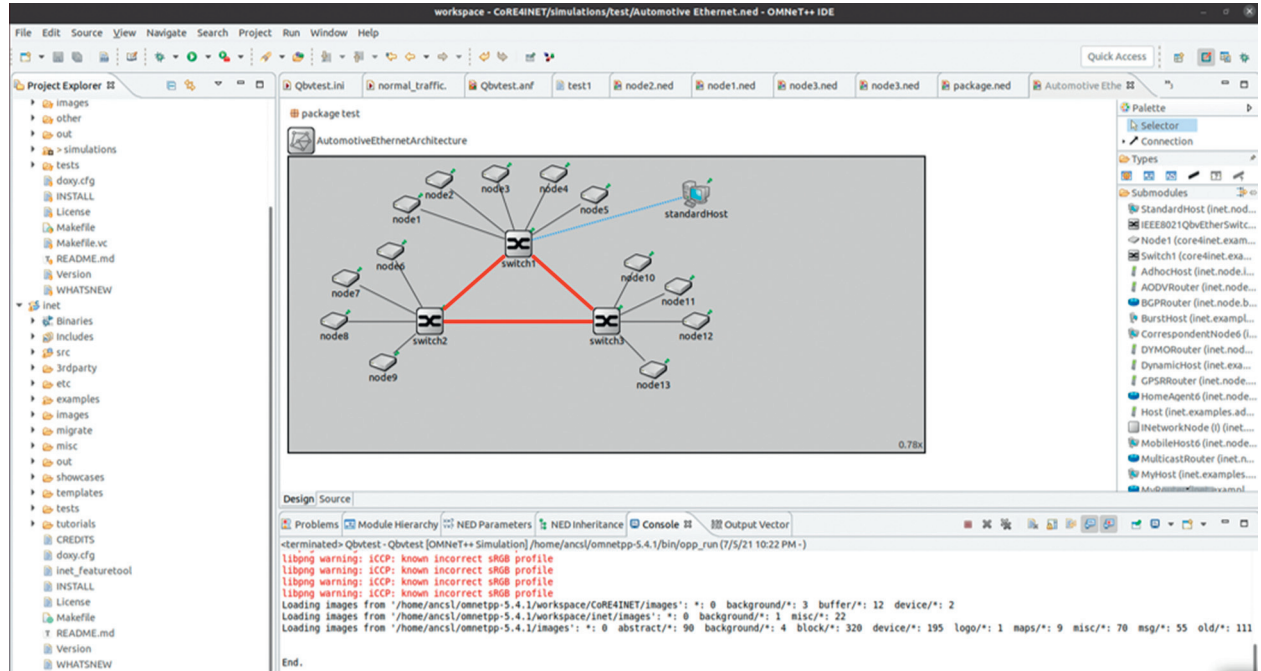 workspace - CoRE4INET/simulations/test/Automotive Ethernet.ned - OMNeT++ IDE
File Edit Source View Navigate Search Project Run Window Help
Quick Access
Project Explorer
Qbvtest.ini normal_traffic. Qbvtest.anf test1 node2.ned node1.ned node3.ned node3.ned package.ned Automotive Ethe
images
other
out
> simulations
tests
doxy.cfg
INSTALL
License
Makefile
Makefile.vc
README.md
Version
WHATSNEW
inet
Binaries
Includes
src
3rdparty
etc
examples
images
migrate
misc
out
showcases
templates
tests
tutorials
CREDITS
doxy.cfg
inet_featuretool
INSTALL
License
Makefile
README.md
Version
WHATSNEW
package test
AutomotiveEthernetArchitecture
node1
node2
node3
node4
node5
standardHost
switch1
node6
node7
node8
node9
switch2
node10
node11
node12
node13
switch3
0.78x
Palette
Selector
Connection
Types
Submodules
StandardHost (inet.nod...
IEEE8021QbvEtherSwitc...
Node1 (core4inet.exam...
Switch1 (core4inet.exa...
AdhocHost (inet.node.i...
AODVRouter (inet.node...
BGPRouter (inet.node.b...
BurstHost (inet.exampl...
CorrespondentNode6 (i...
DYMORouter (inet.nod...
DynamicHost (inet.exa...
GPSRRouter (inet.node....
HomeAgent6 (inet.node...
Host (inet.examples.ad...
INetworkNode (I) (inet....
MobileHost6 (inet.node...
MulticastRouter (inet.n...
MyHost (inet.examples....
Design Source
Problems Module Hierarchy NED Parameters NED Inheritance Console Output Vector
<terminated> Qbvtest - Qbvtest [OMNeT++ Simulation] /home/ancsl/omnetpp-5.4.1/bin/opp_run (7/5/21 10:22 PM -)
libpng warning: iCCP: known incorrect sRGB profile
libpng warning: iCCP: known incorrect sRGB profile
libpng warning: iCCP: known incorrect sRGB profile
Loading images from '/home/ancsl/omnetpp-5.4.1/workspace/CoRE4INET/images': *: 0 background/*: 3 buffer/*: 12 device/*: 2
Loading images from '/home/ancsl/omnetpp-5.4.1/workspace/inet/images': *: 0 background/*: 1 misc/*: 22
Loading images from '/home/ancsl/omnetpp-5.4.1/images': *: 0 abstract/*: 90 background/*: 4 block/*: 320 device/*: 195 logo/*: 1 maps/*: 9 misc/*: 70 msg/*: 55 old/*: 111
End.